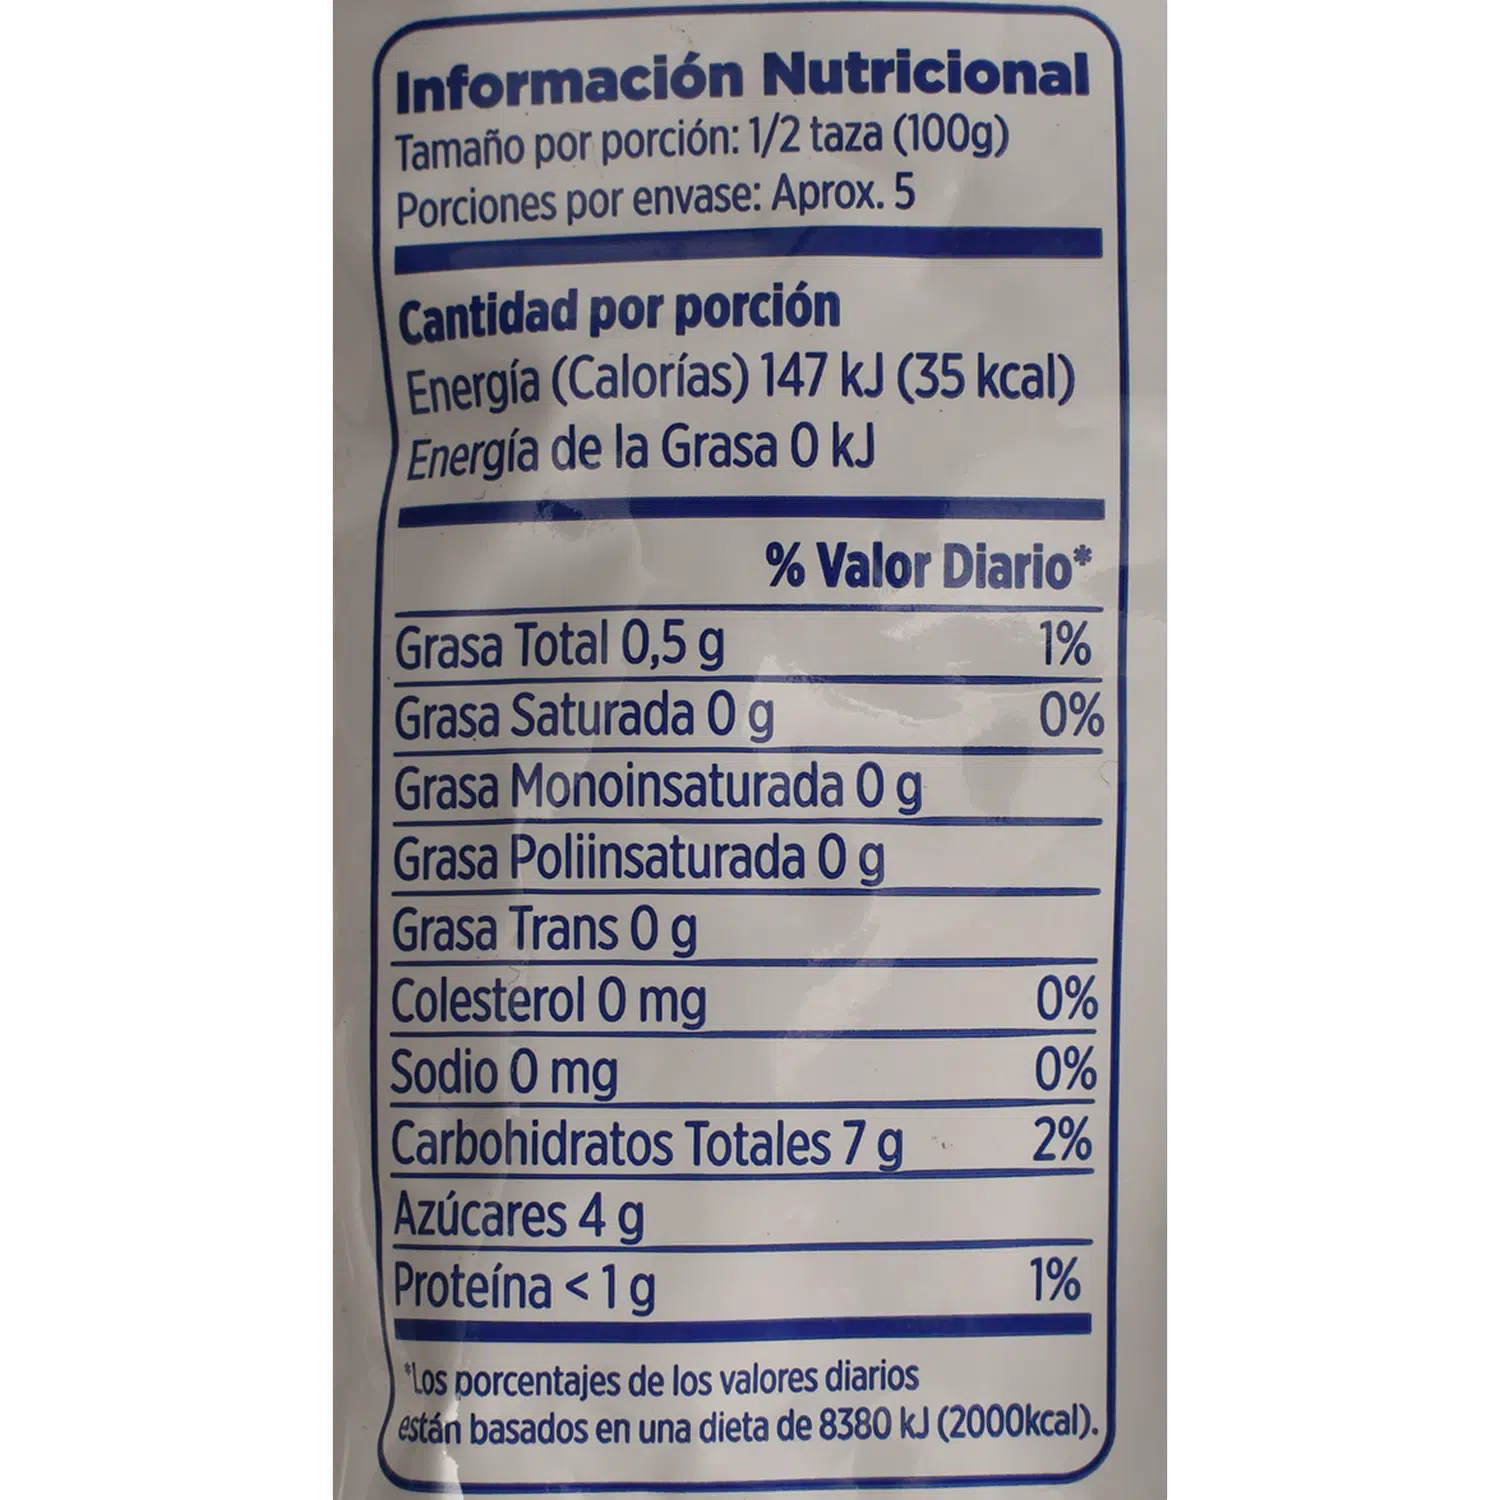 Información Nutricional
Tamaño por porción: 1/2 taza (100g)
Porciones por envase: Aprox. 5
Cantidad por porción
Energía (Calorías) 147 kJ (35 kcal)
Energía de la Grasa 0 kJ
% Valor Diario*
Grasa Total 0,5 g 1%
Grasa Saturada 0 g 0%
Grasa Monoinsaturada 0 g
Grasa Poliinsaturada 0 g
Grasa Trans 0 g
Colesterol 0 mg 0%
Sodio 0 mg 0%
Carbohidratos Totales 7 g 2%
Azúcares 4 g
Proteína < 1 g 1%
*Los porcentajes de los valores diarios
están basados en una dieta de 8380 kJ (2000kcal).